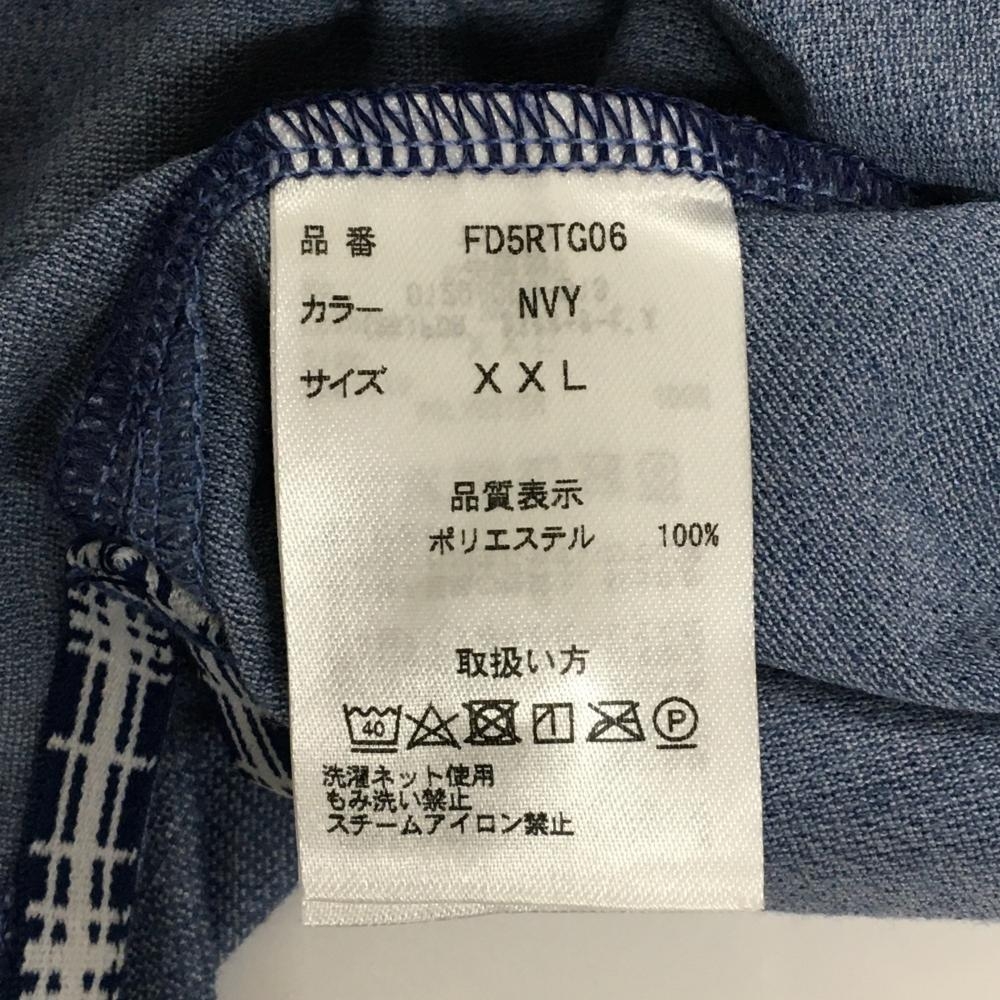 品番 FD5RTG06
カラー NVY
サイズ XXL
品質表示
ポリエステル 100%
取扱い方
40 P
洗濯ネット使用
もみ洗い禁止
スチームアイロン禁止